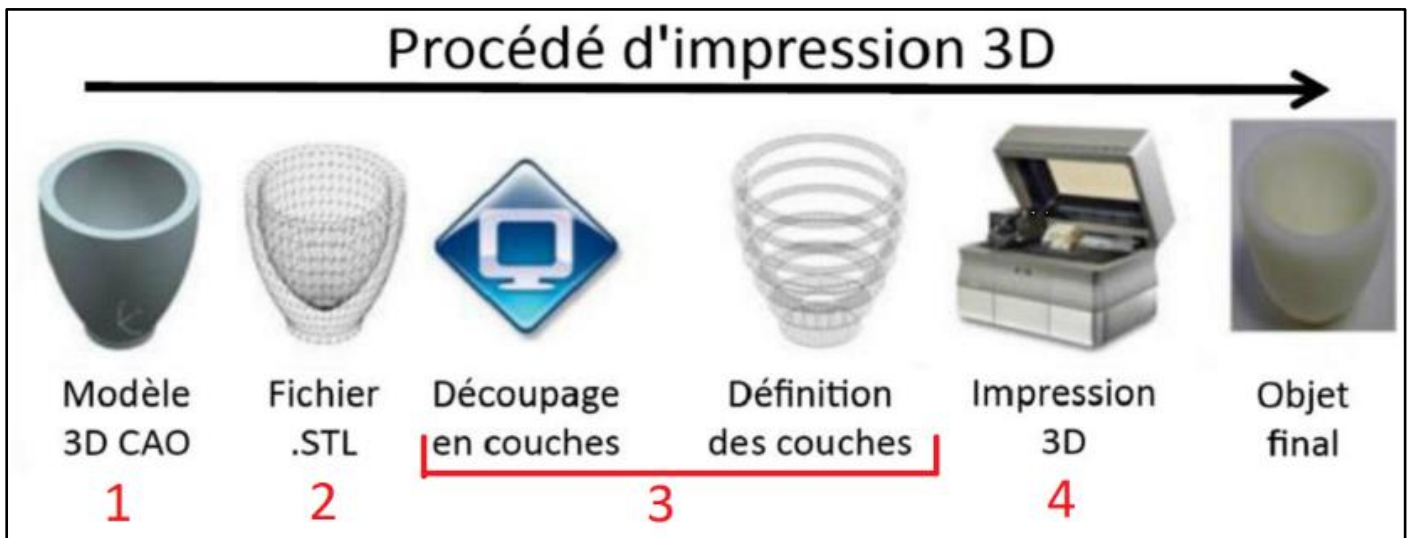 Procédé d'impression 3D
Modèle
3D CAO
Fichier
.STL
Découpage
en couches
Définition
des couches
Impression
3D
Objet
final
1
2
3
4